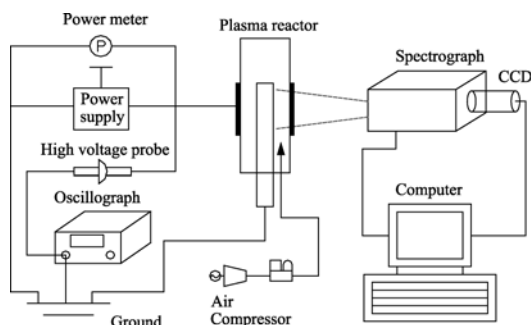 Power meter
P
Power
supply
High voltage probe
Oscillograph
Ground
Plasma reactor
Air
Compressor
Spectrograph
CCD
Computer